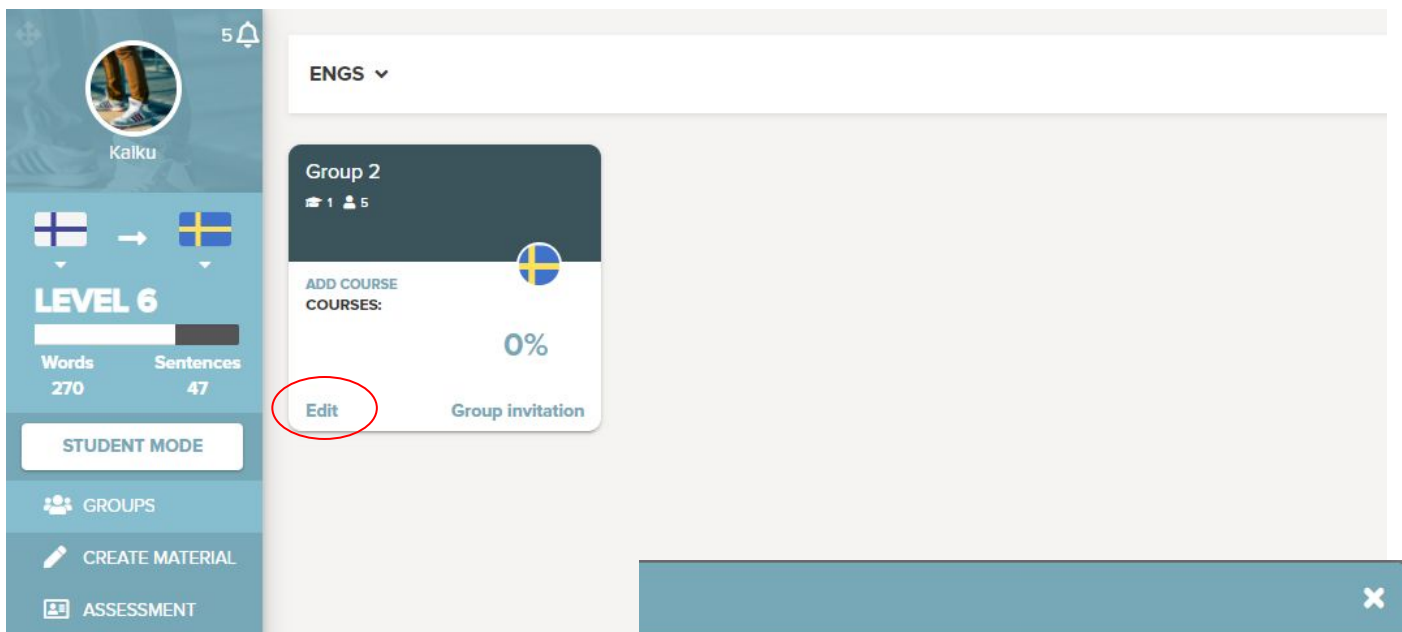 5
Kaiku
LEVEL 6
Words Sentences
270 47
STUDENT MODE
GROUPS
CREATE MATERIAL
ASSESSMENT
ENGS
Group 2
1 5
ADD COURSE
COURSES:
0%
Edit Group invitation